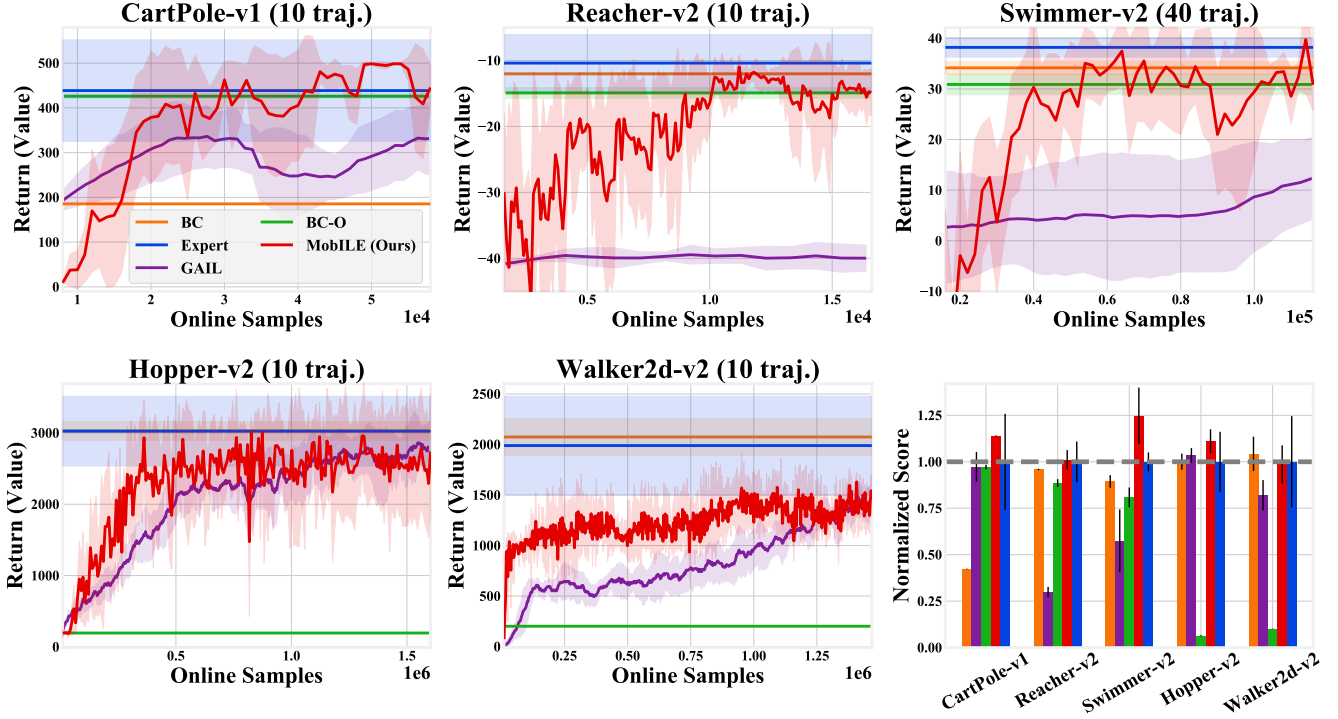 CartPole-v1 (10 traj.)
Return (Value)
500
400
300
200
100
0
BC
Expert
GAIL
BC-O
MobILE (Ours)
1
2
3
4
5
Online Samples
1e4
Reacher-v2 (10 traj.)
Return (Value)
−10
−20
−30
−40
0.5
1.0
1.5
Online Samples
1e4
Swimmer-v2 (40 traj.)
Return (Value)
40
30
20
10
0
−10
0.2
0.4
0.6
0.8
1.0
Online Samples
1e5
Hopper-v2 (10 traj.)
Return (Value)
3000
2000
1000
0
0.5
1.0
1.5
Online Samples
1e6
Walker2d-v2 (10 traj.)
Return (Value)
2500
2000
1500
1000
500
0
0.25
0.50
0.75
1.00
1.25
Online Samples
1e6
Normalized Score
1.25
1.00
0.75
0.50
0.25
0.00
CartPole-v1
Reacher-v2
Swimmer-v2
Hopper-v2
Walker2d-v2